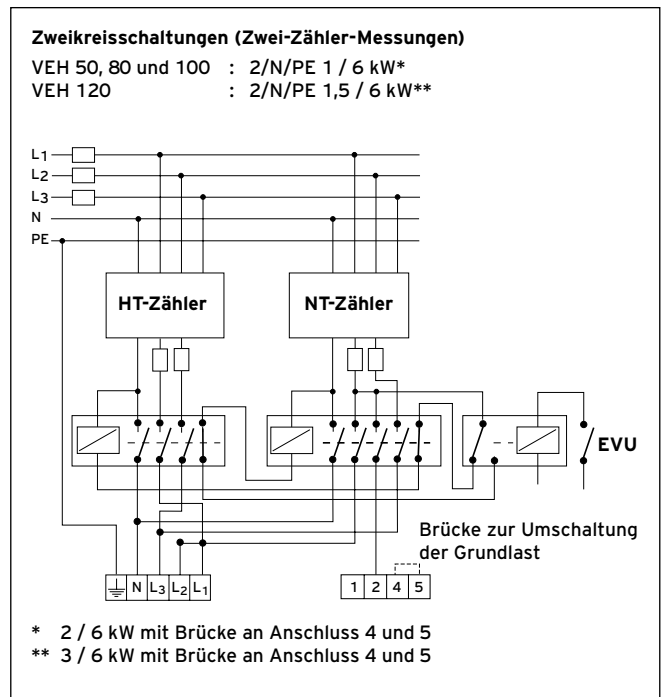 Zweikreisschaltungen (Zwei-Zähler-Messungen)
VEH 50, 80 und 100 : 2/N/PE 1 / 6 kW*
VEH 120 : 2/N/PE 1,5 / 6 kW**
L1
L2
L3
N
PE
HT-Zähler NT-Zähler
EVU
Brücke zur Umschaltung
der Grundlast
N L3 L2 L1 1 2 4 5
* 2 / 6 kW mit Brücke an Anschluss 4 und 5
** 3 / 6 kW mit Brücke an Anschluss 4 und 5